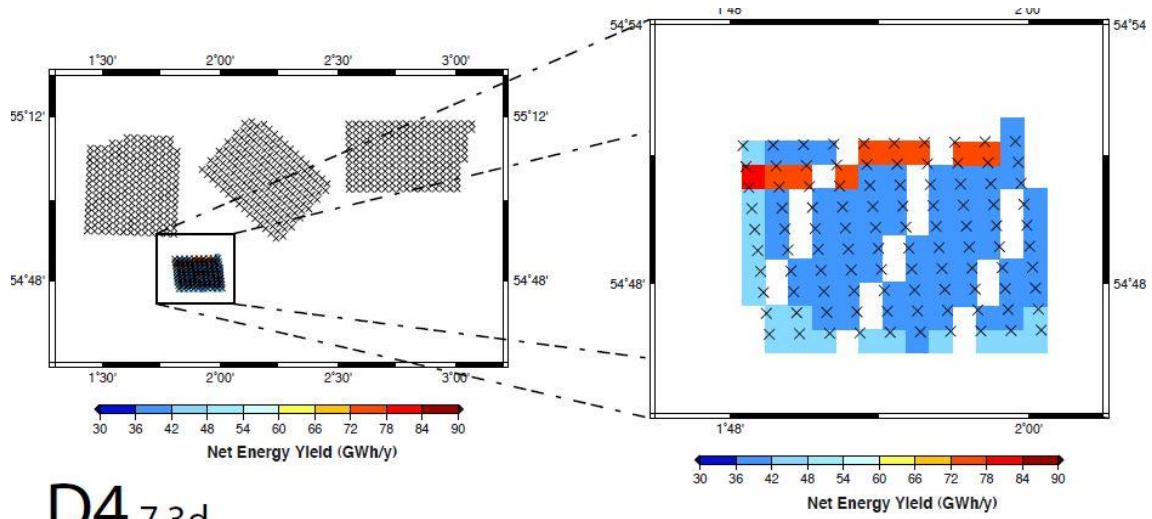 1°48' 2°00'
54°54' 54°54'
1°30' 2°00' 2°30' 3°00'
55°12' 55°12'
54°48' 54°48'
54°48' 54°48'
1°30' 2°00' 2°30' 3°00'
30 36 42 48 54 60 66 72 78 84 90
Net Energy Yield (GWh/y)
1°48' 2°00'
30 36 42 48 54 60 66 72 78 84 90
Net Energy Yield (GWh/y)
D4 7.3d